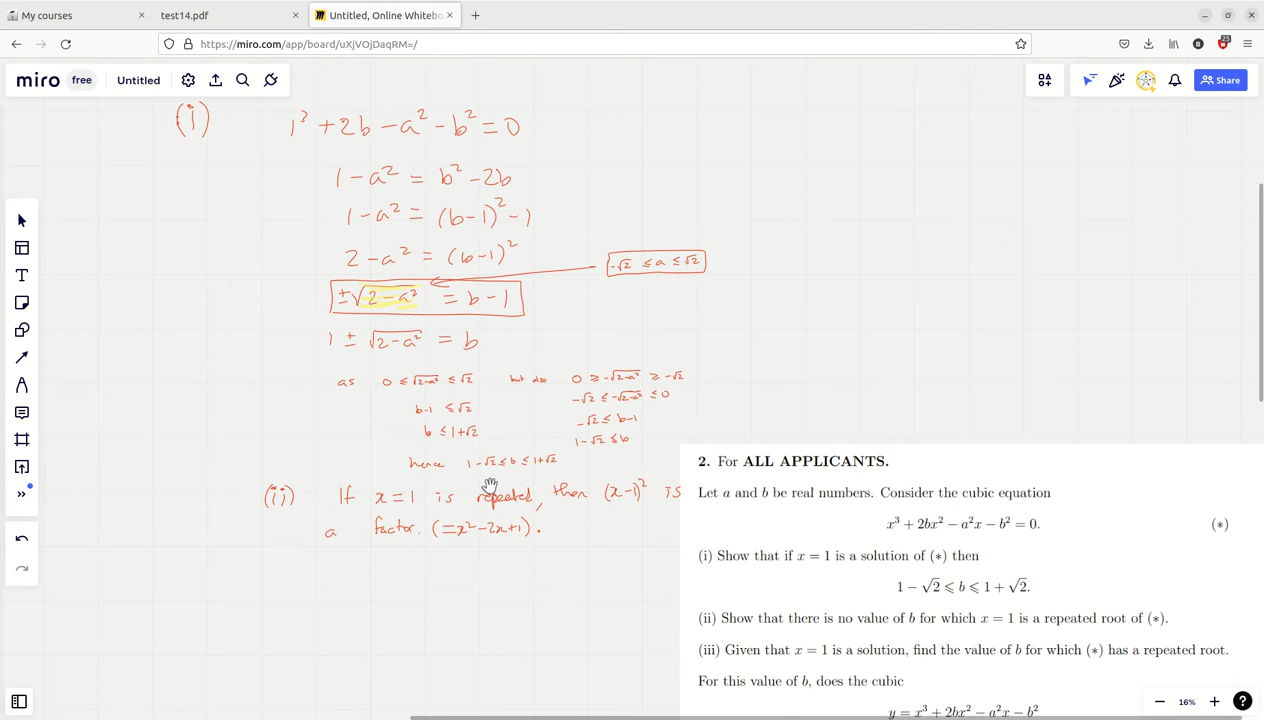 My courses
test14.pdf
Untitled, Online Whitebo
https://miro.com/app/board/uXjVOjDaqRM=/
25
miro free Untitled
Share
(i) 1³ + 2b - a² - b² = 0
1 - a² = b² - 2b
1 - a² = (b-1)² - 1
2 - a² = (b-1)²
-√2 ≤ a ≤ √2
±√(2-a²) = b - 1
1 ± √(2-a²) = b
as 0 ≤ √(2-a²) ≤ √2 but also 0 ≥ -√(2-a²) ≥ -√2
-√2 ≤ -√(2-a²) ≤ 0
b-1 ≤ √2
-√2 ≤ b-1
b ≤ 1+√2
1-√2 ≤ b
hence 1-√2 ≤ b ≤ 1+√2
(ii) If x = 1 is repeated, then (x-1)² is
a factor. (= x² - 2x + 1).
2. For ALL APPLICANTS.
Let a and b be real numbers. Consider the cubic equation
x³ + 2bx² − a²x − b² = 0. (∗)
(i) Show that if x = 1 is a solution of (∗) then
1 − √2 ⩽ b ⩽ 1 + √2.
(ii) Show that there is no value of b for which x = 1 is a repeated root of (∗).
(iii) Given that x = 1 is a solution, find the value of b for which (∗) has a repeated root.
For this value of b, does the cubic
y = x³ + 2bx² − a²x − b²
16%